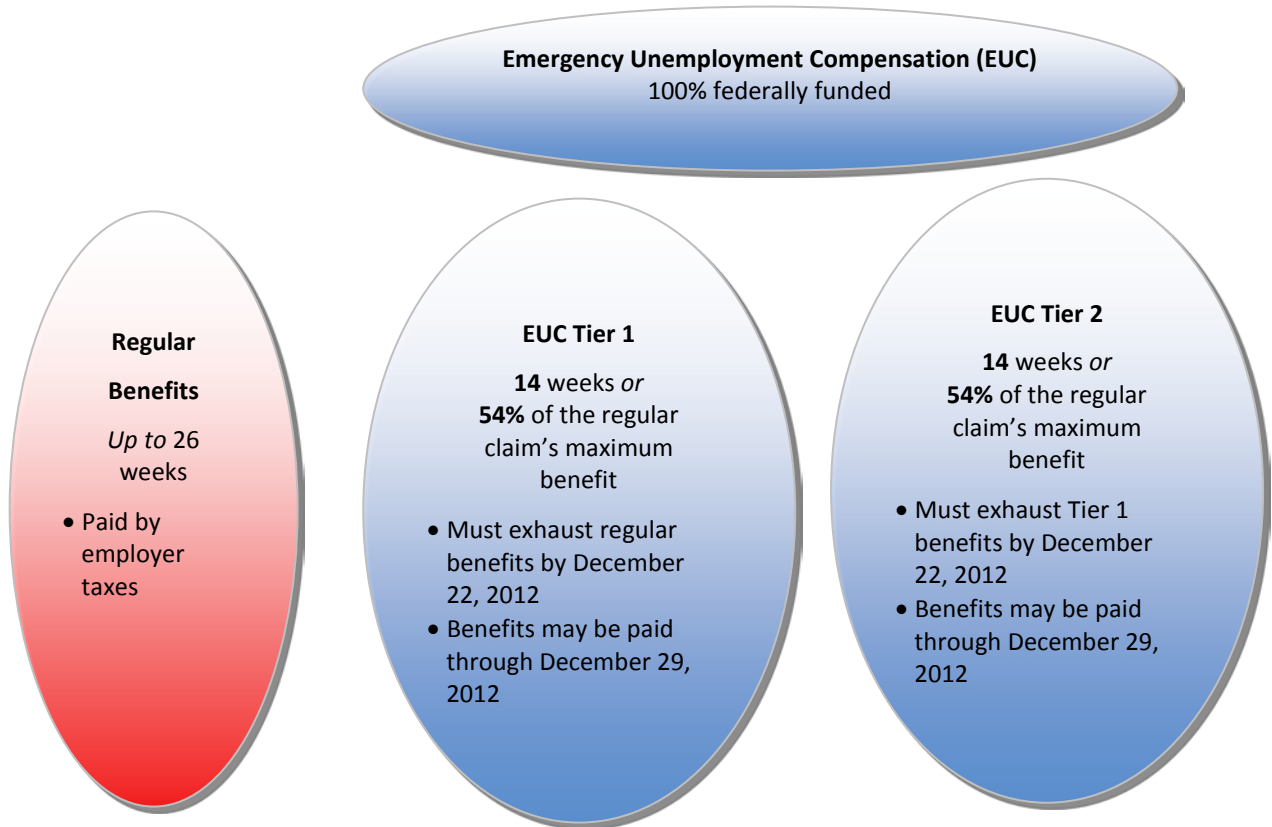 Emergency Unemployment Compensation (EUC)
100% federally funded
Regular
Benefits
Up to 26
weeks
• Paid by
employer
taxes
EUC Tier 1
14 weeks or
54% of the regular
claim's maximum
benefit
• Must exhaust regular
benefits by December
22, 2012
• Benefits may be paid
through December 29,
2012
EUC Tier 2
14 weeks or
54% of the regular
claim's maximum
benefit
• Must exhaust Tier 1
benefits by December
22, 2012
• Benefits may be paid
through December 29,
2012